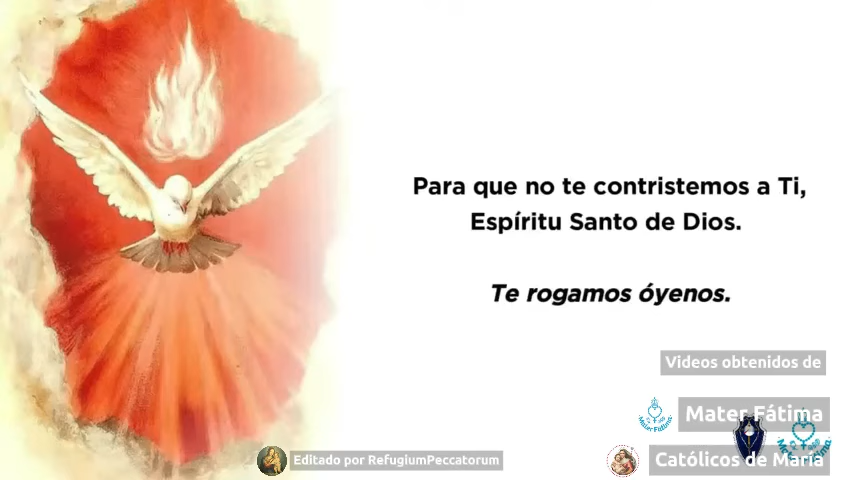 Para que no te contristemos a Ti,
Espíritu Santo de Dios.
Te rogamos óyenos.
Videos obtenidos de
Mater Fátima
Católicos de María
Editado por RefugiumPeccatorum